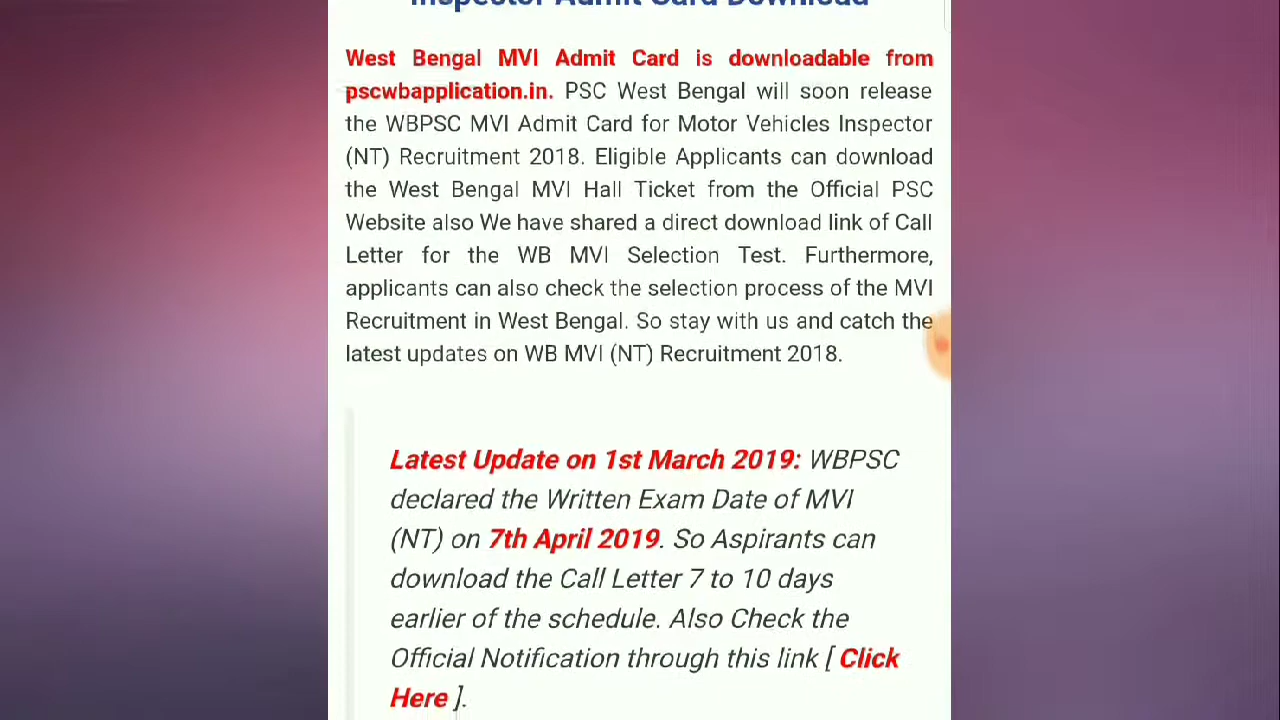 Inspector Admit Card Download
West Bengal MVI Admit Card is downloadable from
pscwbapplication.in. PSC West Bengal will soon release
the WBPSC MVI Admit Card for Motor Vehicles Inspector
(NT) Recruitment 2018. Eligible Applicants can download
the West Bengal MVI Hall Ticket from the Official PSC
Website also We have shared a direct download link of Call
Letter for the WB MVI Selection Test. Furthermore,
applicants can also check the selection process of the MVI
Recruitment in West Bengal. So stay with us and catch the
latest updates on WB MVI (NT) Recruitment 2018.
Latest Update on 1st March 2019: WBPSC
declared the Written Exam Date of MVI
(NT) on 7th April 2019. So Aspirants can
download the Call Letter 7 to 10 days
earlier of the schedule. Also Check the
Official Notification through this link [ Click
Here ].